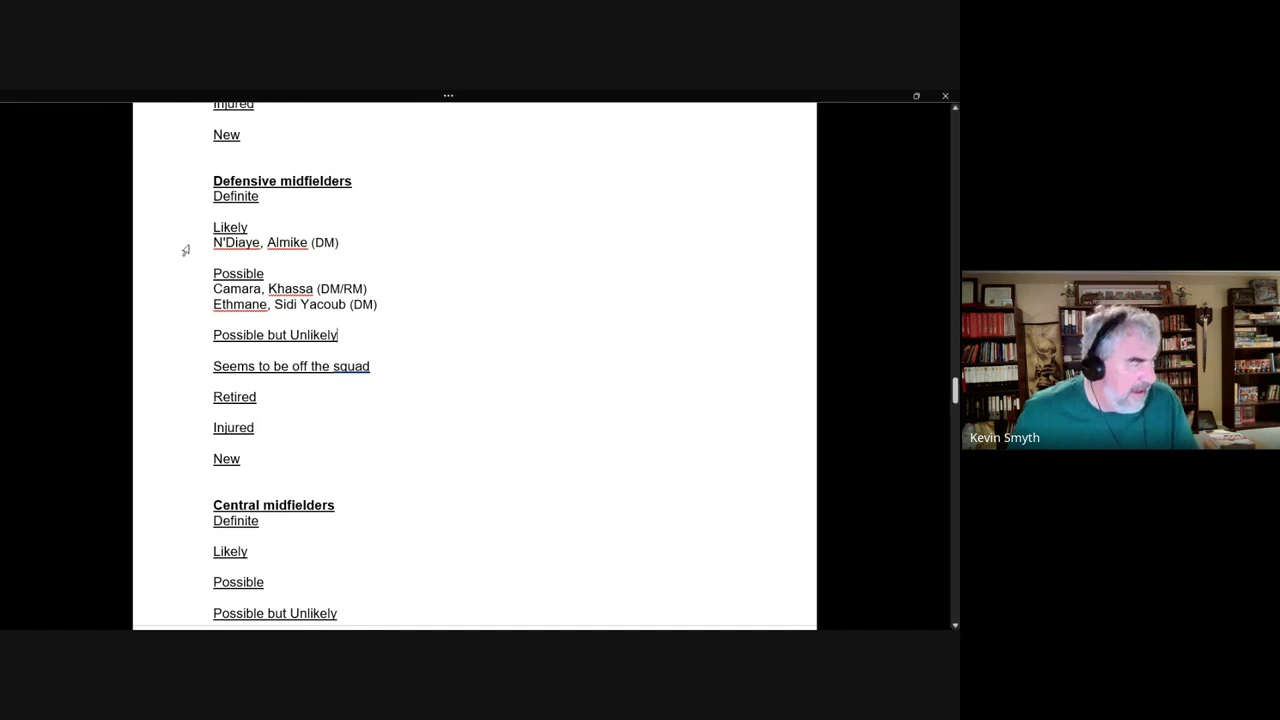 Injured
New
Defensive midfielders
Definite
Likely
N'Diaye, Almike (DM)
Possible
Camara, Khassa (DM/RM)
Ethmane, Sidi Yacoub (DM)
Possible but Unlikely
Seems to be off the squad
Retired
Injured
New
Central midfielders
Definite
Likely
Possible
Possible but Unlikely
Kevin Smyth